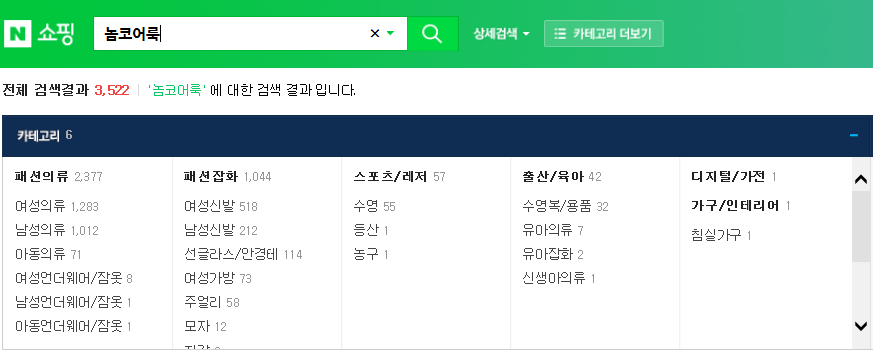 N 쇼핑 놈코어룩 × 상세검색 카테고리 더보기
전체 검색결과 3,522 '놈코어룩' 에 대한 검색 결과 입니다.
카테고리 6
패션의류 2,377
여성의류 1,283
남성의류 1,012
아동의류 71
여성언더웨어/잠옷 8
남성언더웨어/잠옷 1
아동언더웨어/잠옷 1
패션잡화 1,044
여성신발 518
남성신발 212
선글라스/안경테 114
여성가방 73
주얼리 58
모자 12
스포츠/레저 57
수영 55
등산 1
농구 1
출산/육아 42
수영복/용품 32
유아의류 7
유아잡화 2
신생아의류 1
디지털/가전 1
가구/인테리어 1
침실가구 1